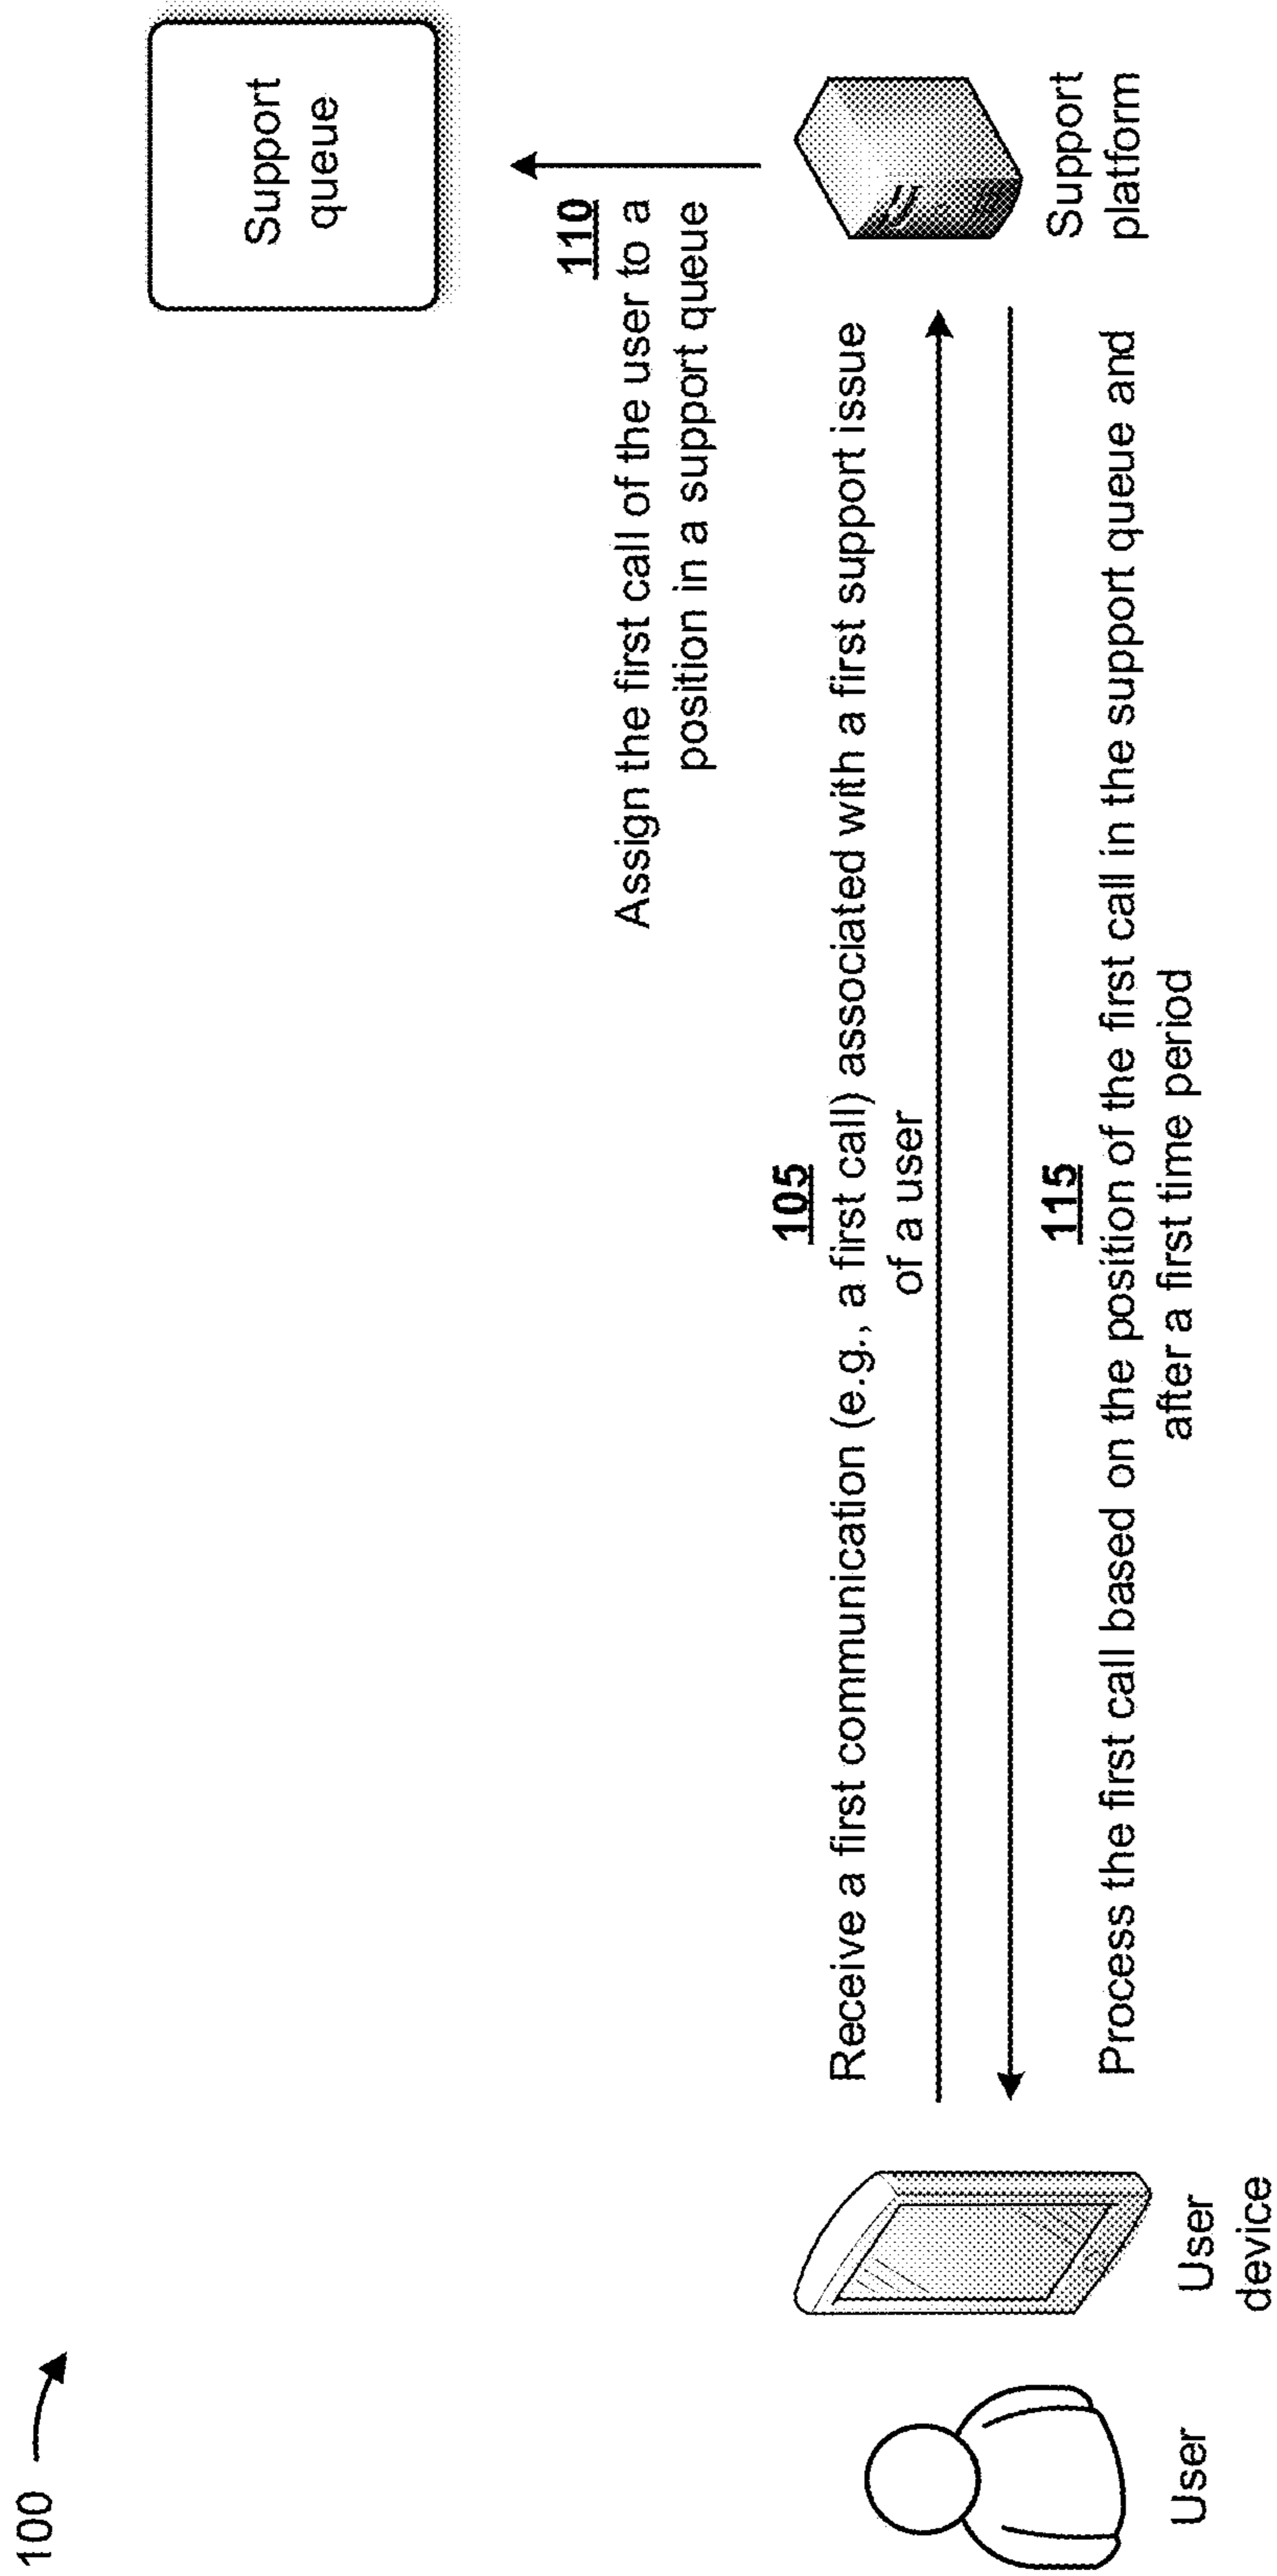 100
Support
queue
110
Assign the first call of the user to a
position in a support queue
105
Receive a first communication (e.g., a first call) associated with a first support issue
of a user
115
Process the first call based on the position of the first call in the support queue and
after a first time period
User
User
device
Support
platform